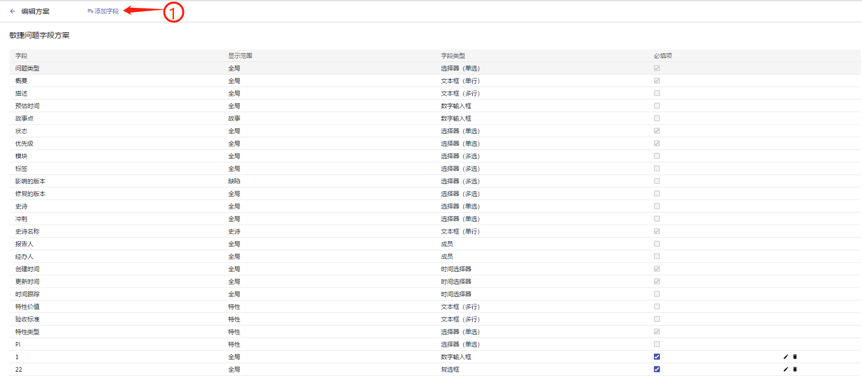 ← 编辑方案 添加字段 1
敏捷问题字段方案
字段 显示范围 字段类型 必填项
问题类型 全局 选择器（单选）
概要 全局 文本框（单行）
描述 全局 文本框（多行）
预估时间 全局 数字输入框
故事点 故事 数字输入框
状态 全局 选择器（单选）
优先级 全局 选择器（单选）
模块 全局 选择器（多选）
标签 全局 选择器（多选）
影响的版本 缺陷 选择器（多选）
修复的版本 全局 选择器（多选）
史诗 全局 选择器（单选）
冲刺 全局 选择器（单选）
史诗名称 史诗 文本框（单行）
报告人 全局 成员
经办人 全局 成员
创建时间 全局 时间选择器
更新时间 全局 时间选择器
时间跟踪 全局 时间选择器
特性价值 特性 文本框（多行）
验收标准 特性 文本框（多行）
特性类型 特性 选择器（单选）
PI 特性 选择器（单选）
1 全局 数字输入框
22 全局 复选框